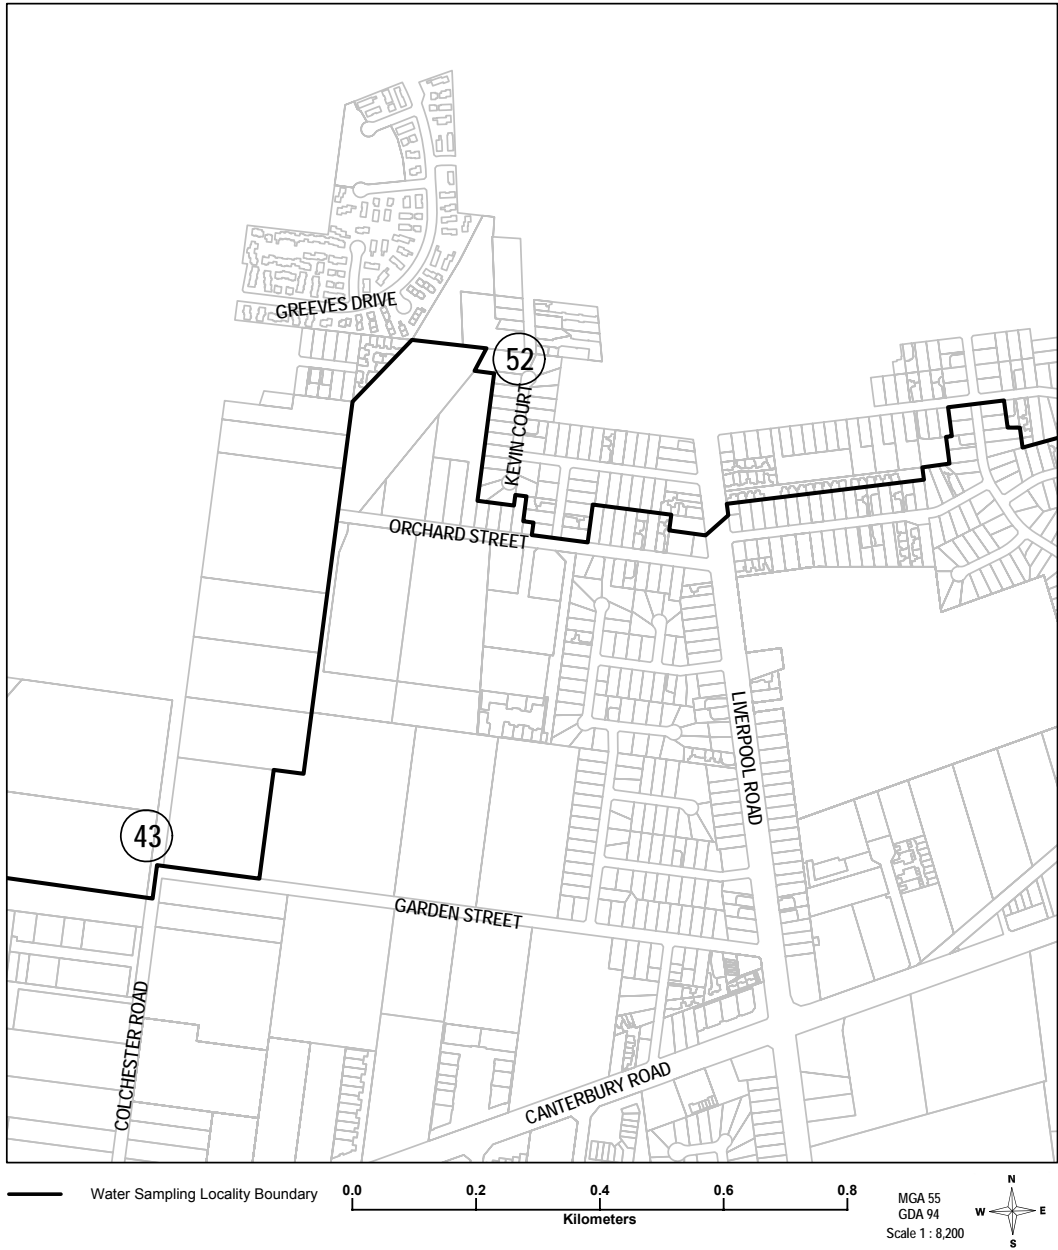 GREEVES DRIVE
52
KEVIN COURT
ORCHARD STREET
LIVERPOOL ROAD
43
GARDEN STREET
COLCHESTER ROAD
CANTERBURY ROAD
Water Sampling Locality Boundary
0.0 0.2 0.4 0.6 0.8
Kilometers
MGA 55
GDA 94
Scale 1 : 8,200
N
W E
S